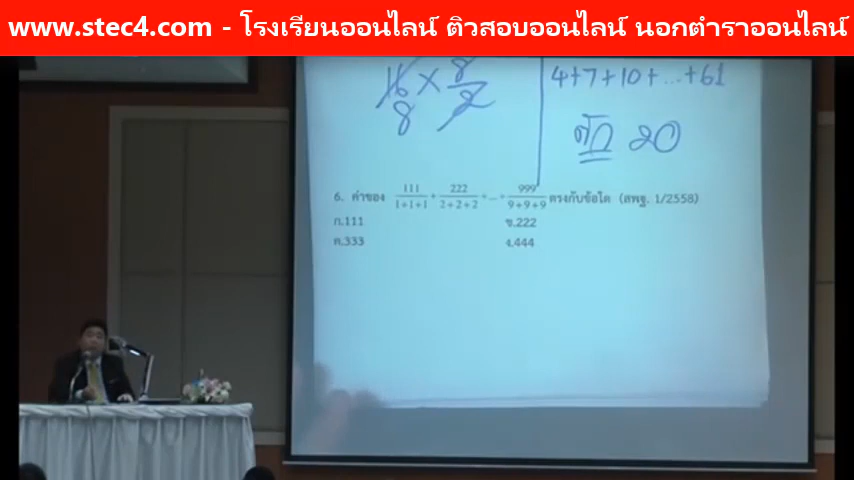 www.stec4.com - โรงเรียนออนไลน์ ติวสอบออนไลน์ นอกตำราออนไลน์
16 × 8/2
8
4+7+10+...+61
ตัว 20
6. ค่าของ 111/1+1+1 + 222/2+2+2 +...+ 999/9+9+9 ตรงกับข้อใด (สพฐ. 1/2558)
ก.111 ข.222
ค.333 ง.444